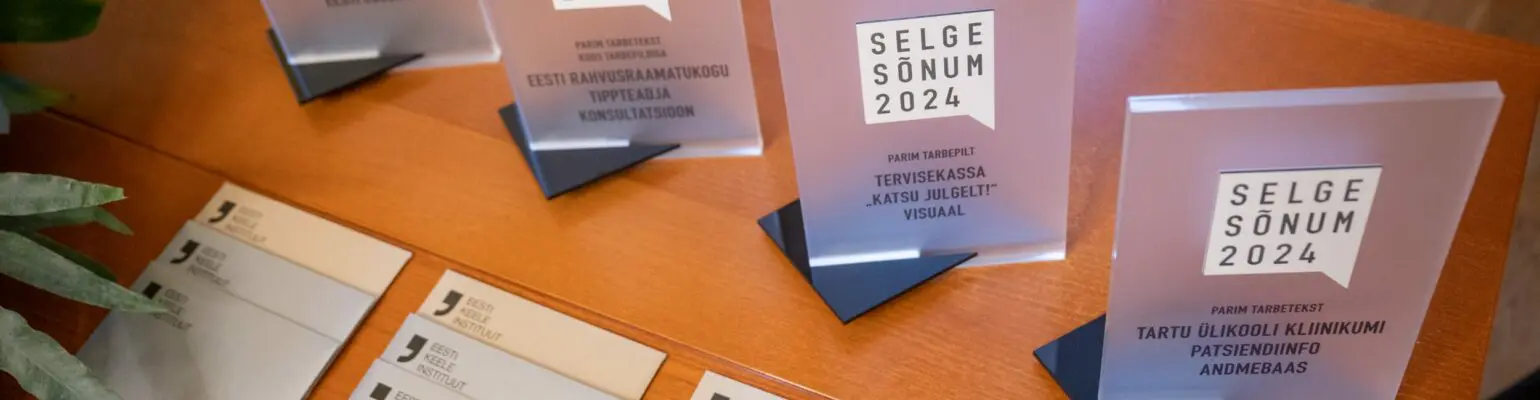 PARIM TARBETEKST
KOOS TARBEPILDIGA
EESTI RAHVUSRAAMATUKOGU
TIPPTEADJA
KONSULTATSIOON
SELGE
SÕNUM
2024
PARIM TARBEPILT
TERVISEKASSA
„KATSU JULGELT!“
VISUAAL
SELGE
SÕNUM
2024
PARIM TARBETEKST
TARTU ÜLIKOOLI KLIINIKUMI
PATSIENDIINFO
ANDMEBAAS
EESTI
KEELE
INSTITUUT
EESTI
KEELE
INSTITUUT
EESTI
KEELE
INSTITUUT
EESTI
KEELE
INSTITUUT
EESTI
KEELE
INSTITUUT
EESTI